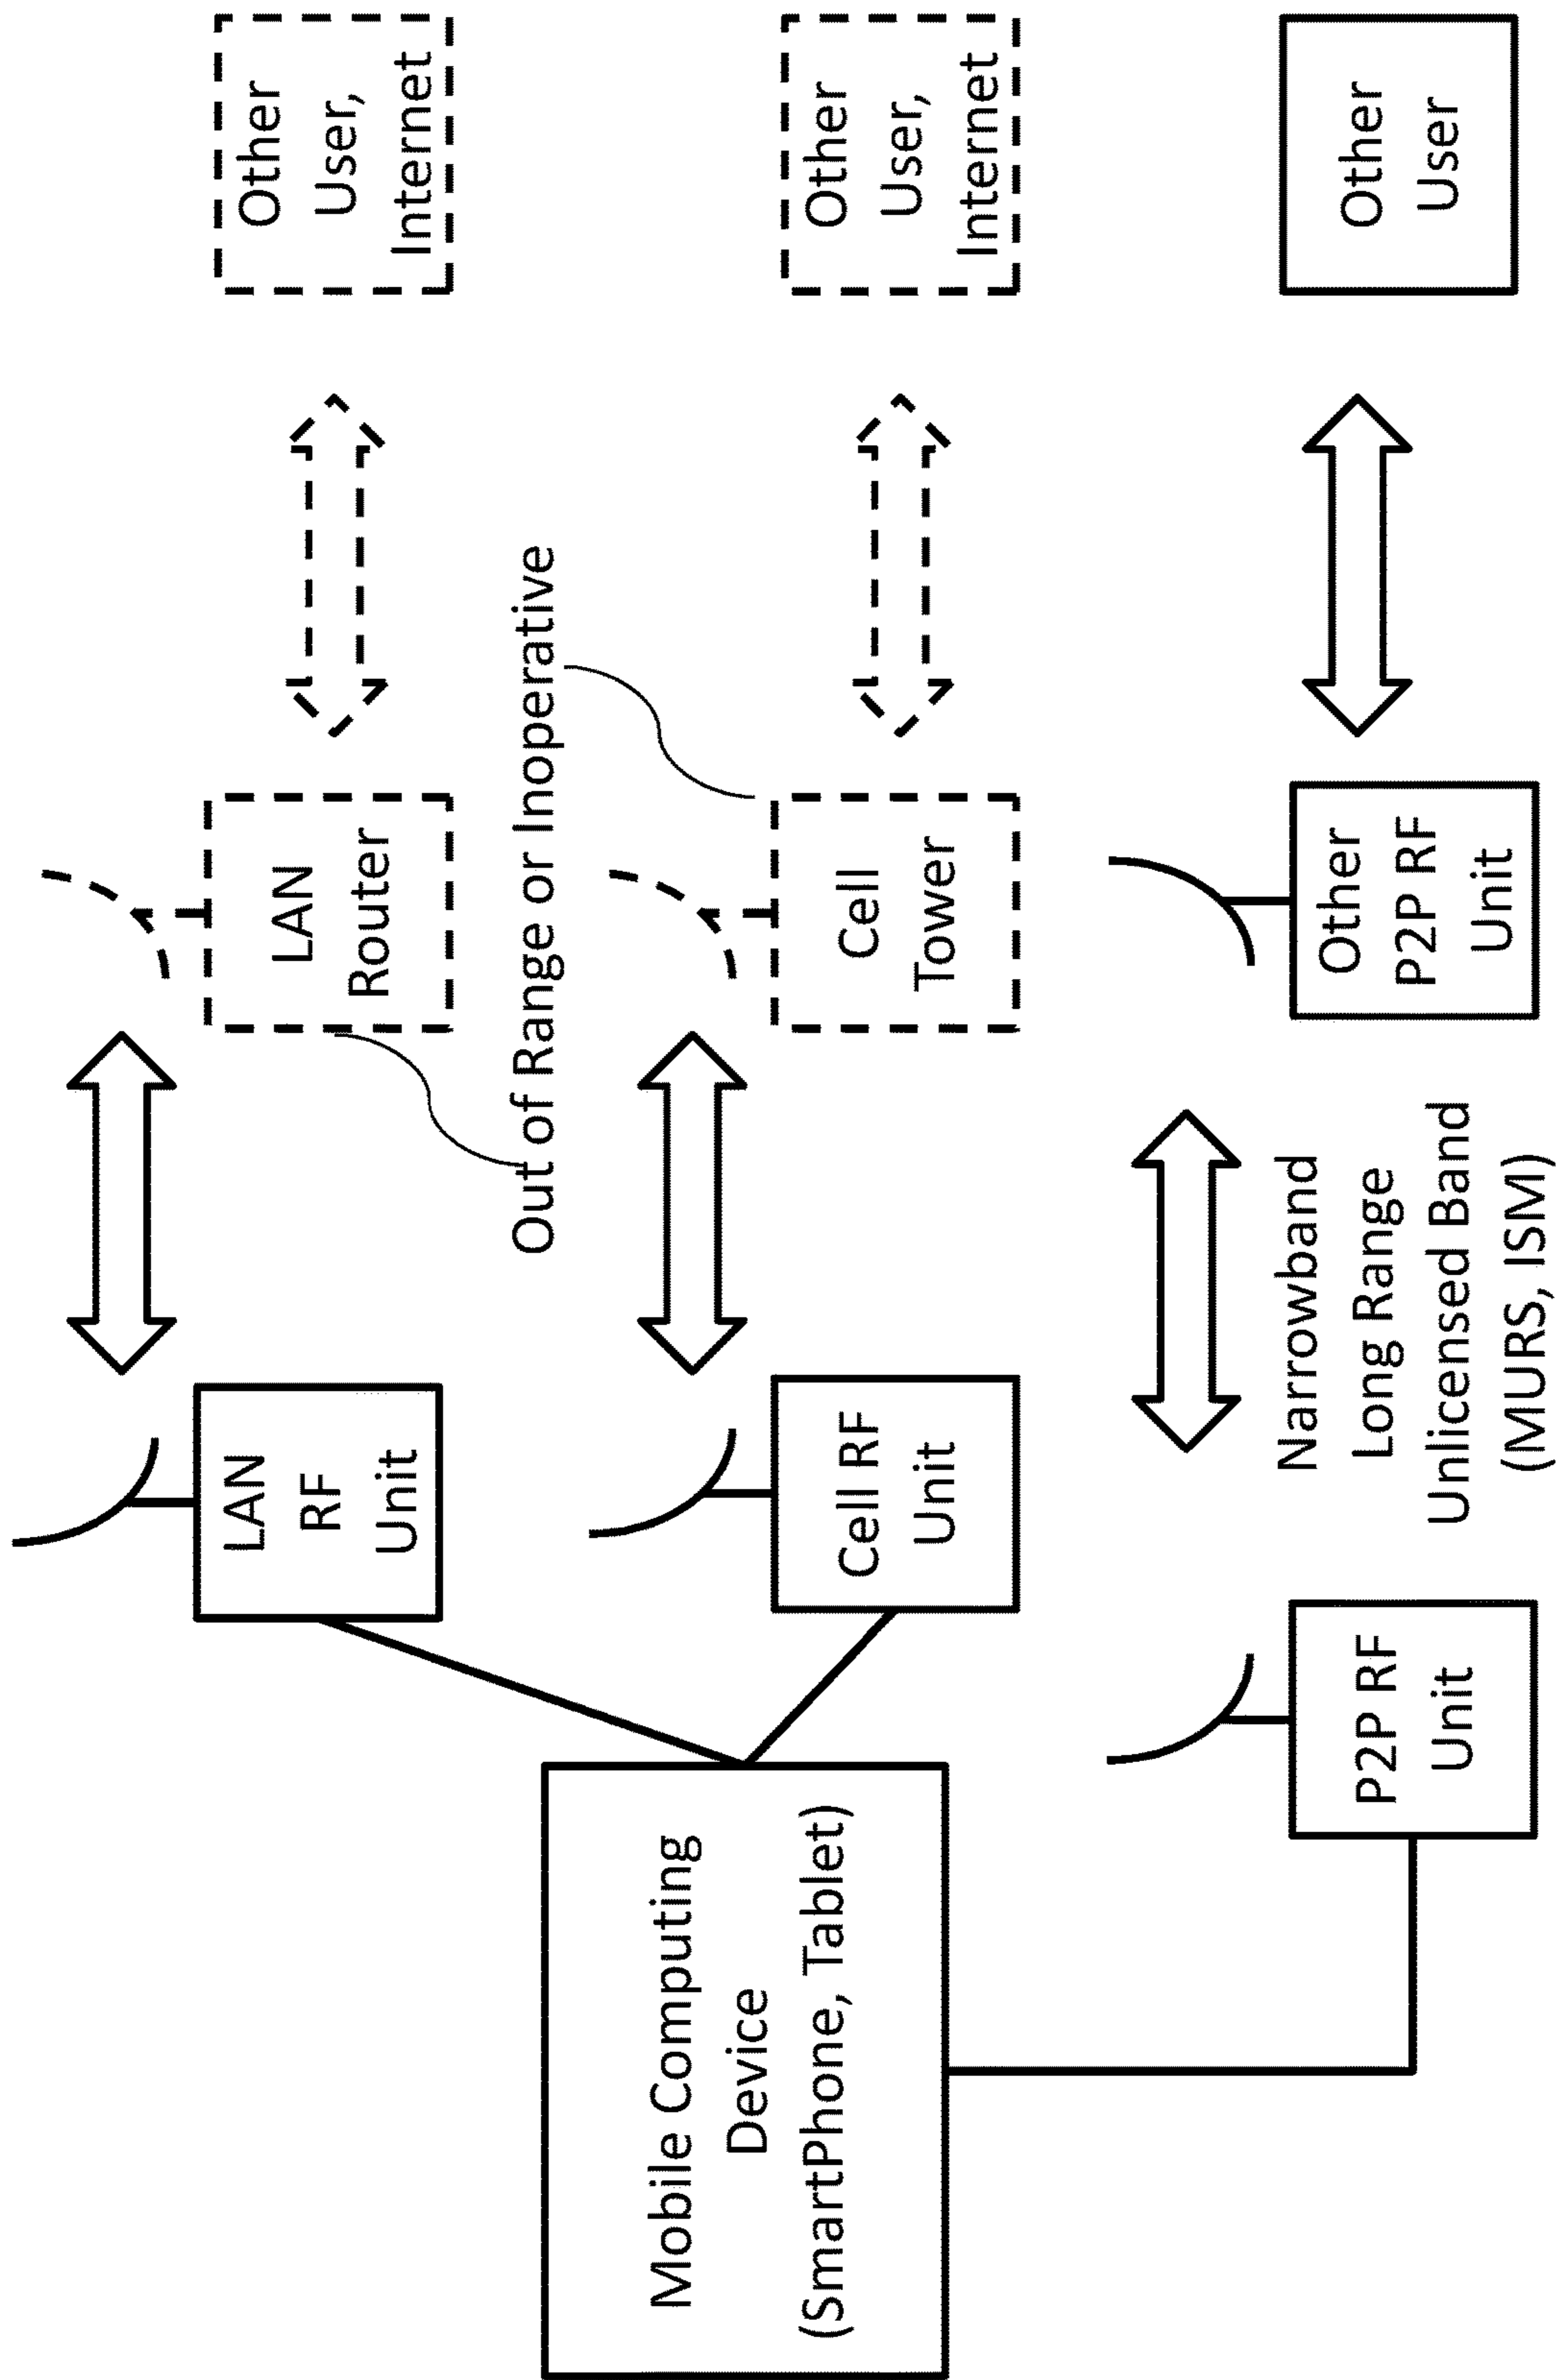 LAN
RF
Unit
LAN
Router
Other
User,
Internet
Out of Range or Inoperative
Mobile Computing
Device
(SmartPhone, Tablet)
Cell RF
Unit
Cell
Tower
Other
User,
Internet
P2P RF
Unit
Narrowband
Long Range
Unlicensed Band
(MURS, ISM)
Other
P2P RF
Unit
Other
User